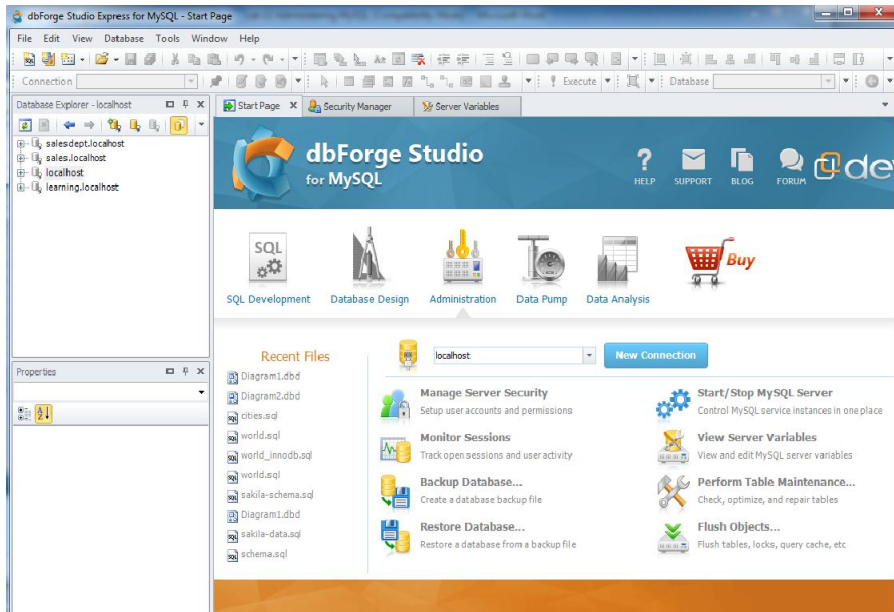 dbForge Studio Express for MySQL - Start Page
File Edit View Database Tools Window Help
Connection Execute Database
Database Explorer - localhost
salesdept.localhost
sales.localhost
localhost
learning.localhost
Properties
Start Page Security Manager Server Variables
dbForge Studio
for MySQL
HELP SUPPORT BLOG FORUM
de
SQL
Buy
SQL Development Database Design Administration Data Pump Data Analysis
Recent Files
Diagram1.dbd
Diagram2.dbd
cities.sql
world.sql
world_innodb.sql
world.sql
sakila-schema.sql
Diagram1.dbd
sakila-data.sql
schema.sql
localhost New Connection
Manage Server Security
Setup user accounts and permissions
Monitor Sessions
Track open sessions and user activity
Backup Database...
Create a database backup file
Restore Database...
Restore a database from a backup file
Start/Stop MySQL Server
Control MySQL service instances in one place
View Server Variables
View and edit MySQL server variables
Perform Table Maintenance...
Check, optimize, and repair tables
Flush Objects...
Flush tables, locks, query cache, etc